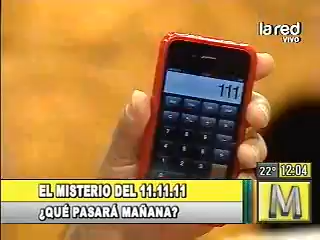 la red
VIVO
111
EL MISTERIO DEL 11.11.11
¿QUÉ PASARÁ MAÑANA?
22° 12:04
M